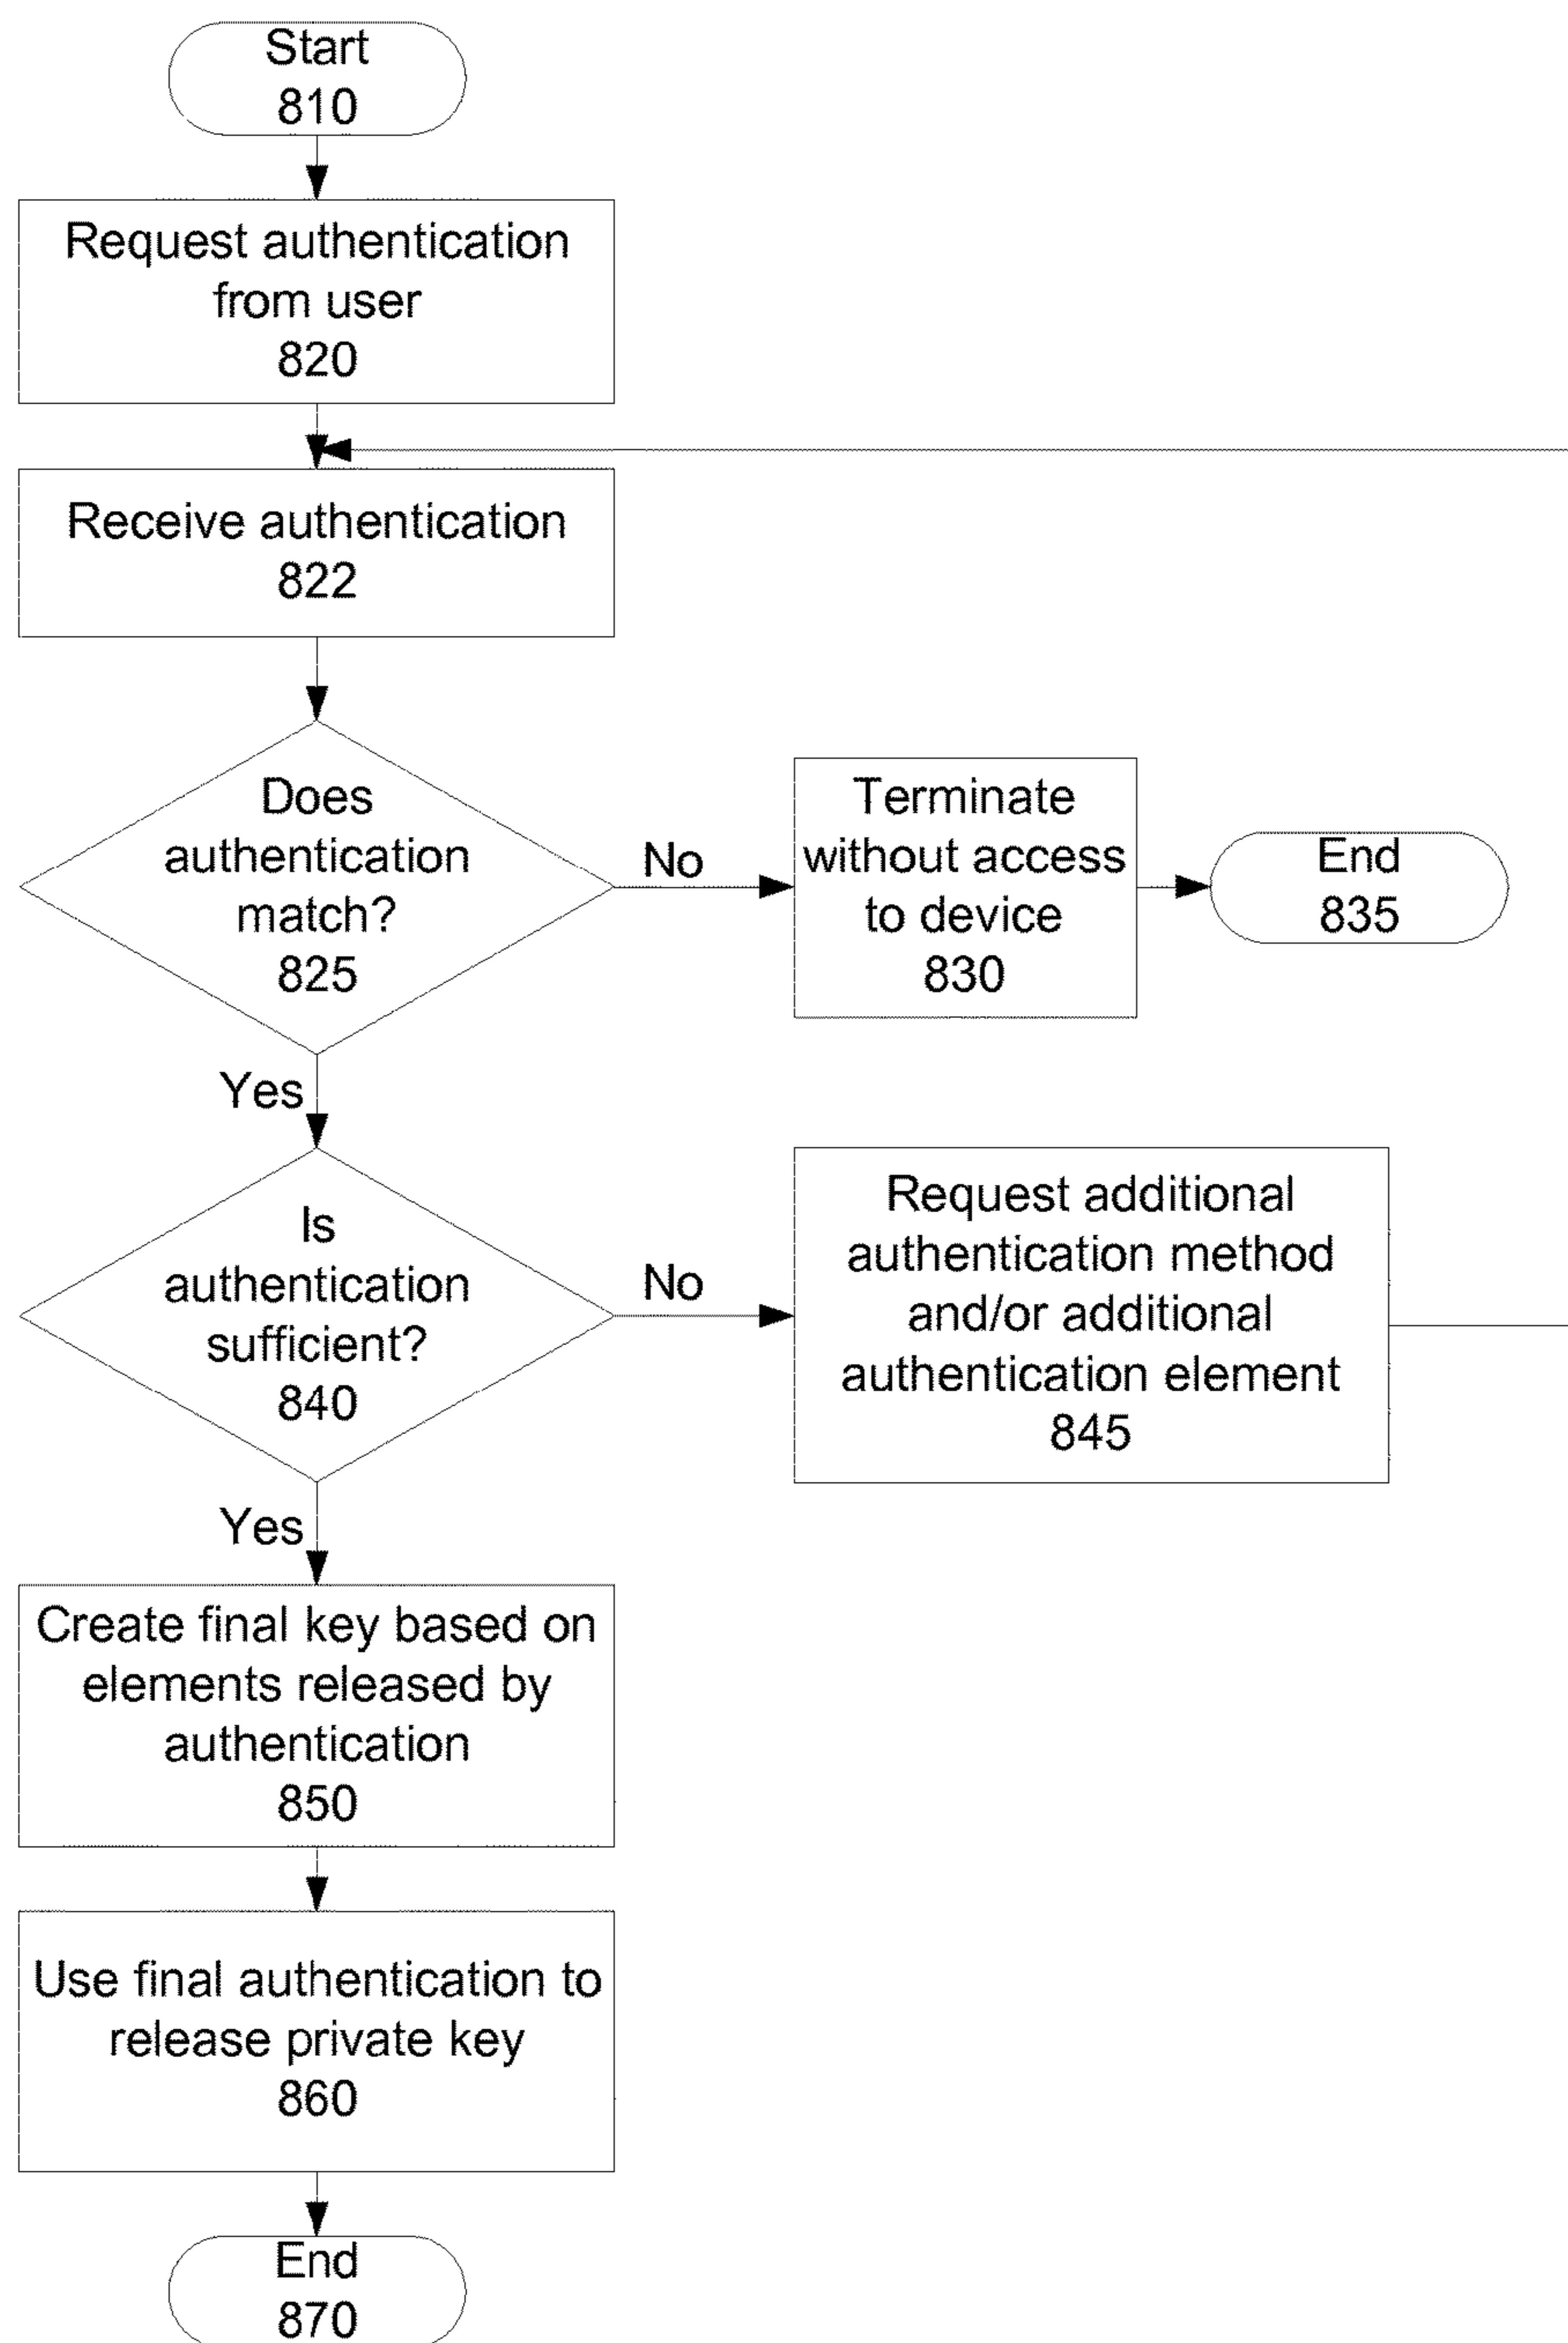 Start
810
Request authentication
from user
820
Receive authentication
822
Does
authentication
match?
825
No
Terminate
without access
to device
830
End
835
Yes
Is
authentication
sufficient?
840
No
Request additional
authentication method
and/or additional
authentication element
845
Yes
Create final key based on
elements released by
authentication
850
Use final authentication to
release private key
860
End
870